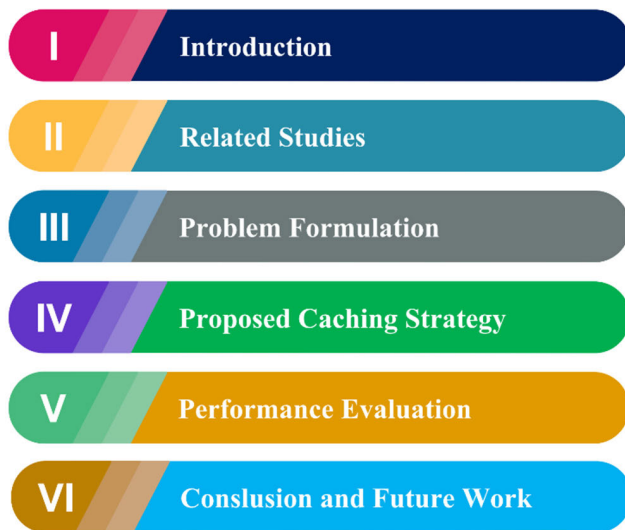 I
Introduction
II
Related Studies
III
Problem Formulation
IV
Proposed Caching Strategy
V
Performance Evaluation
VI
Conslusion and Future Work